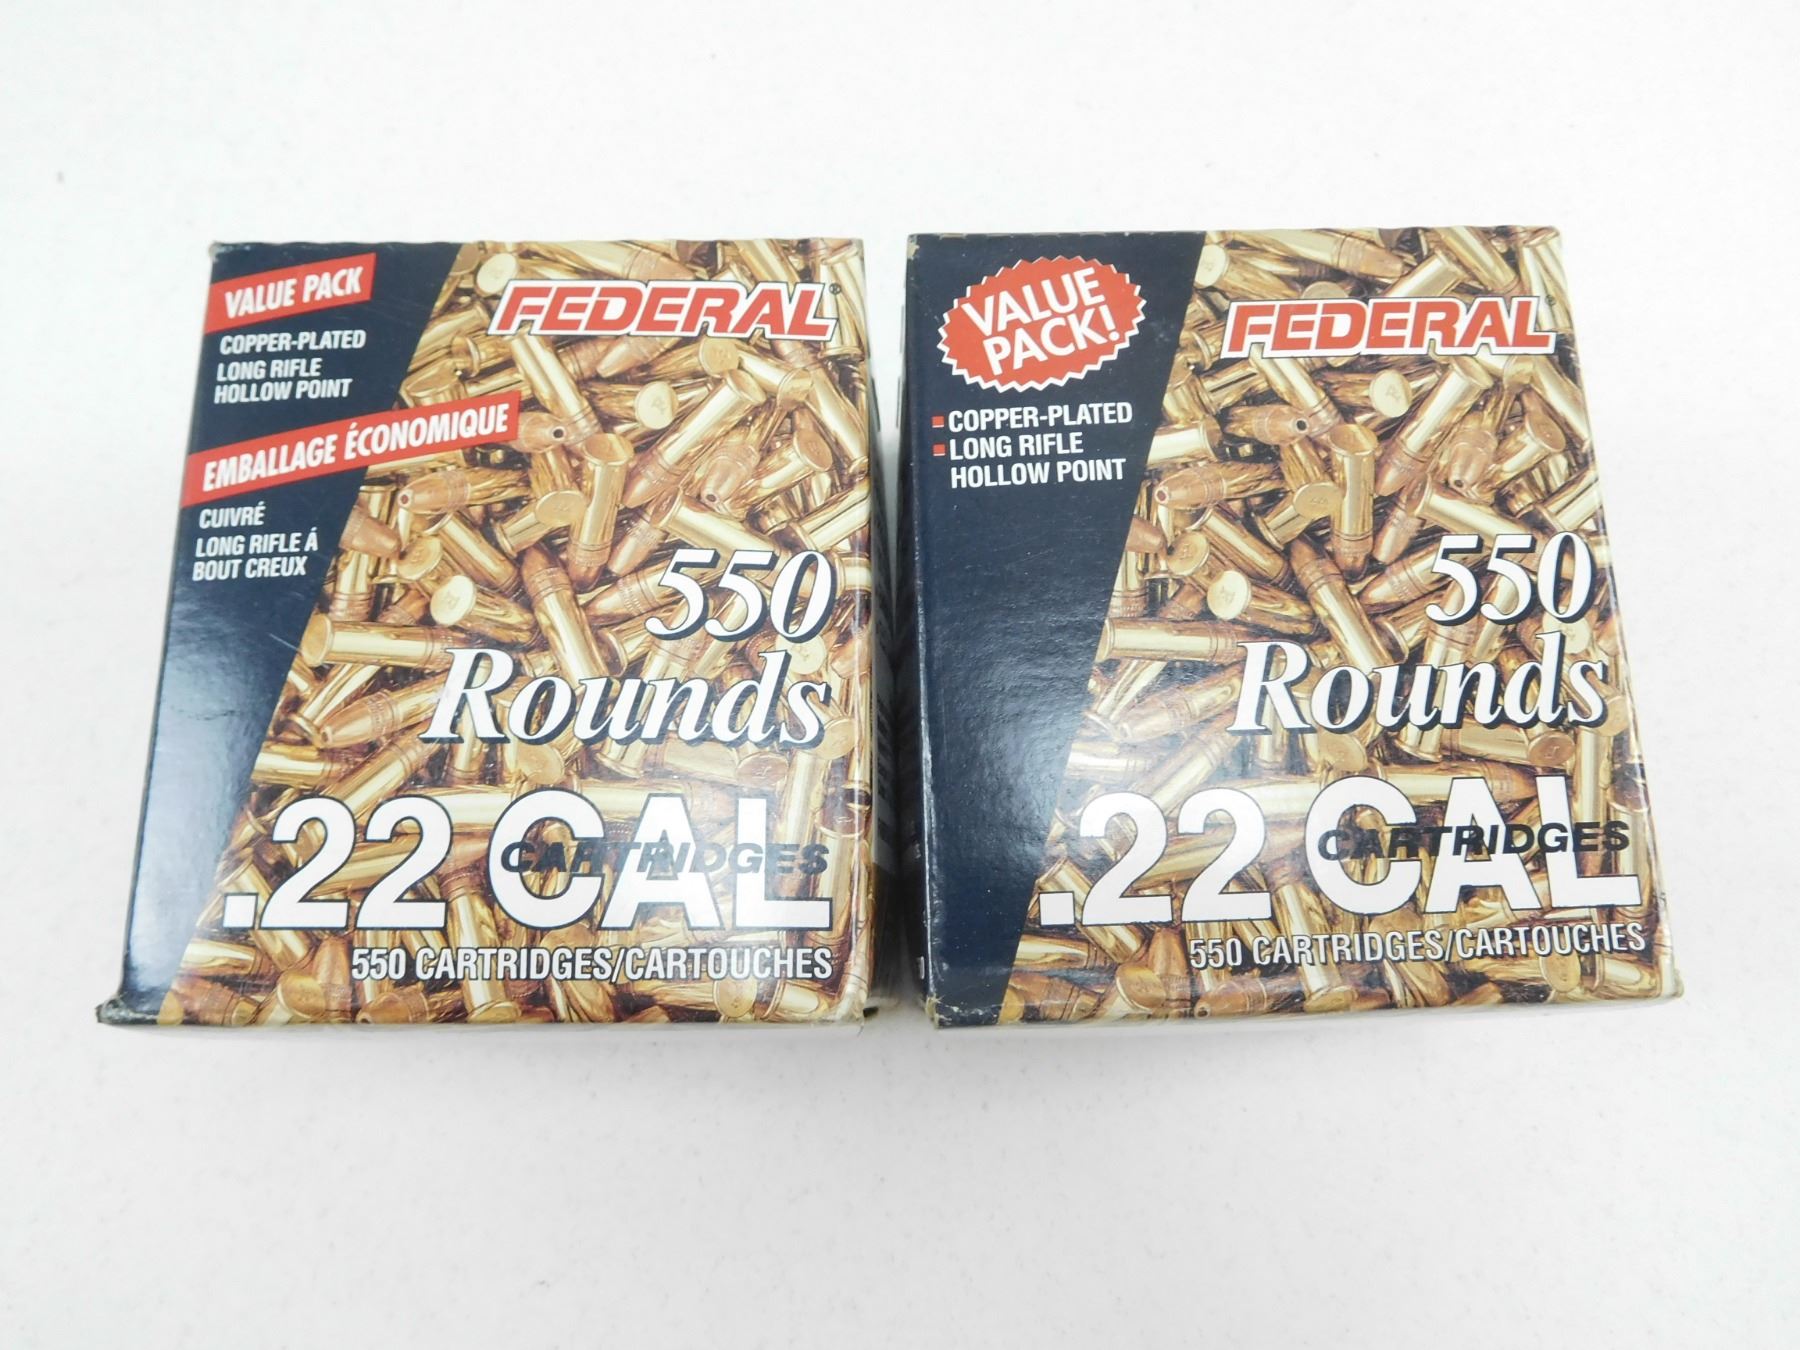 VALUE PACK
COPPER-PLATED
LONG RIFLE
HOLLOW POINT
EMBALLAGE ÉCONOMIQUE
CUIVRÉ
LONG RIFLE Á
BOUT CREUX
FEDERAL®
550
Rounds
.22 CAL
CARTRIDGES
550 CARTRIDGES/CARTOUCHES
VALUE
PACK!
COPPER-PLATED
LONG RIFLE
HOLLOW POINT
FEDERAL®
550
Rounds
.22 CAL
CARTRIDGES
550 CARTRIDGES/CARTOUCHES